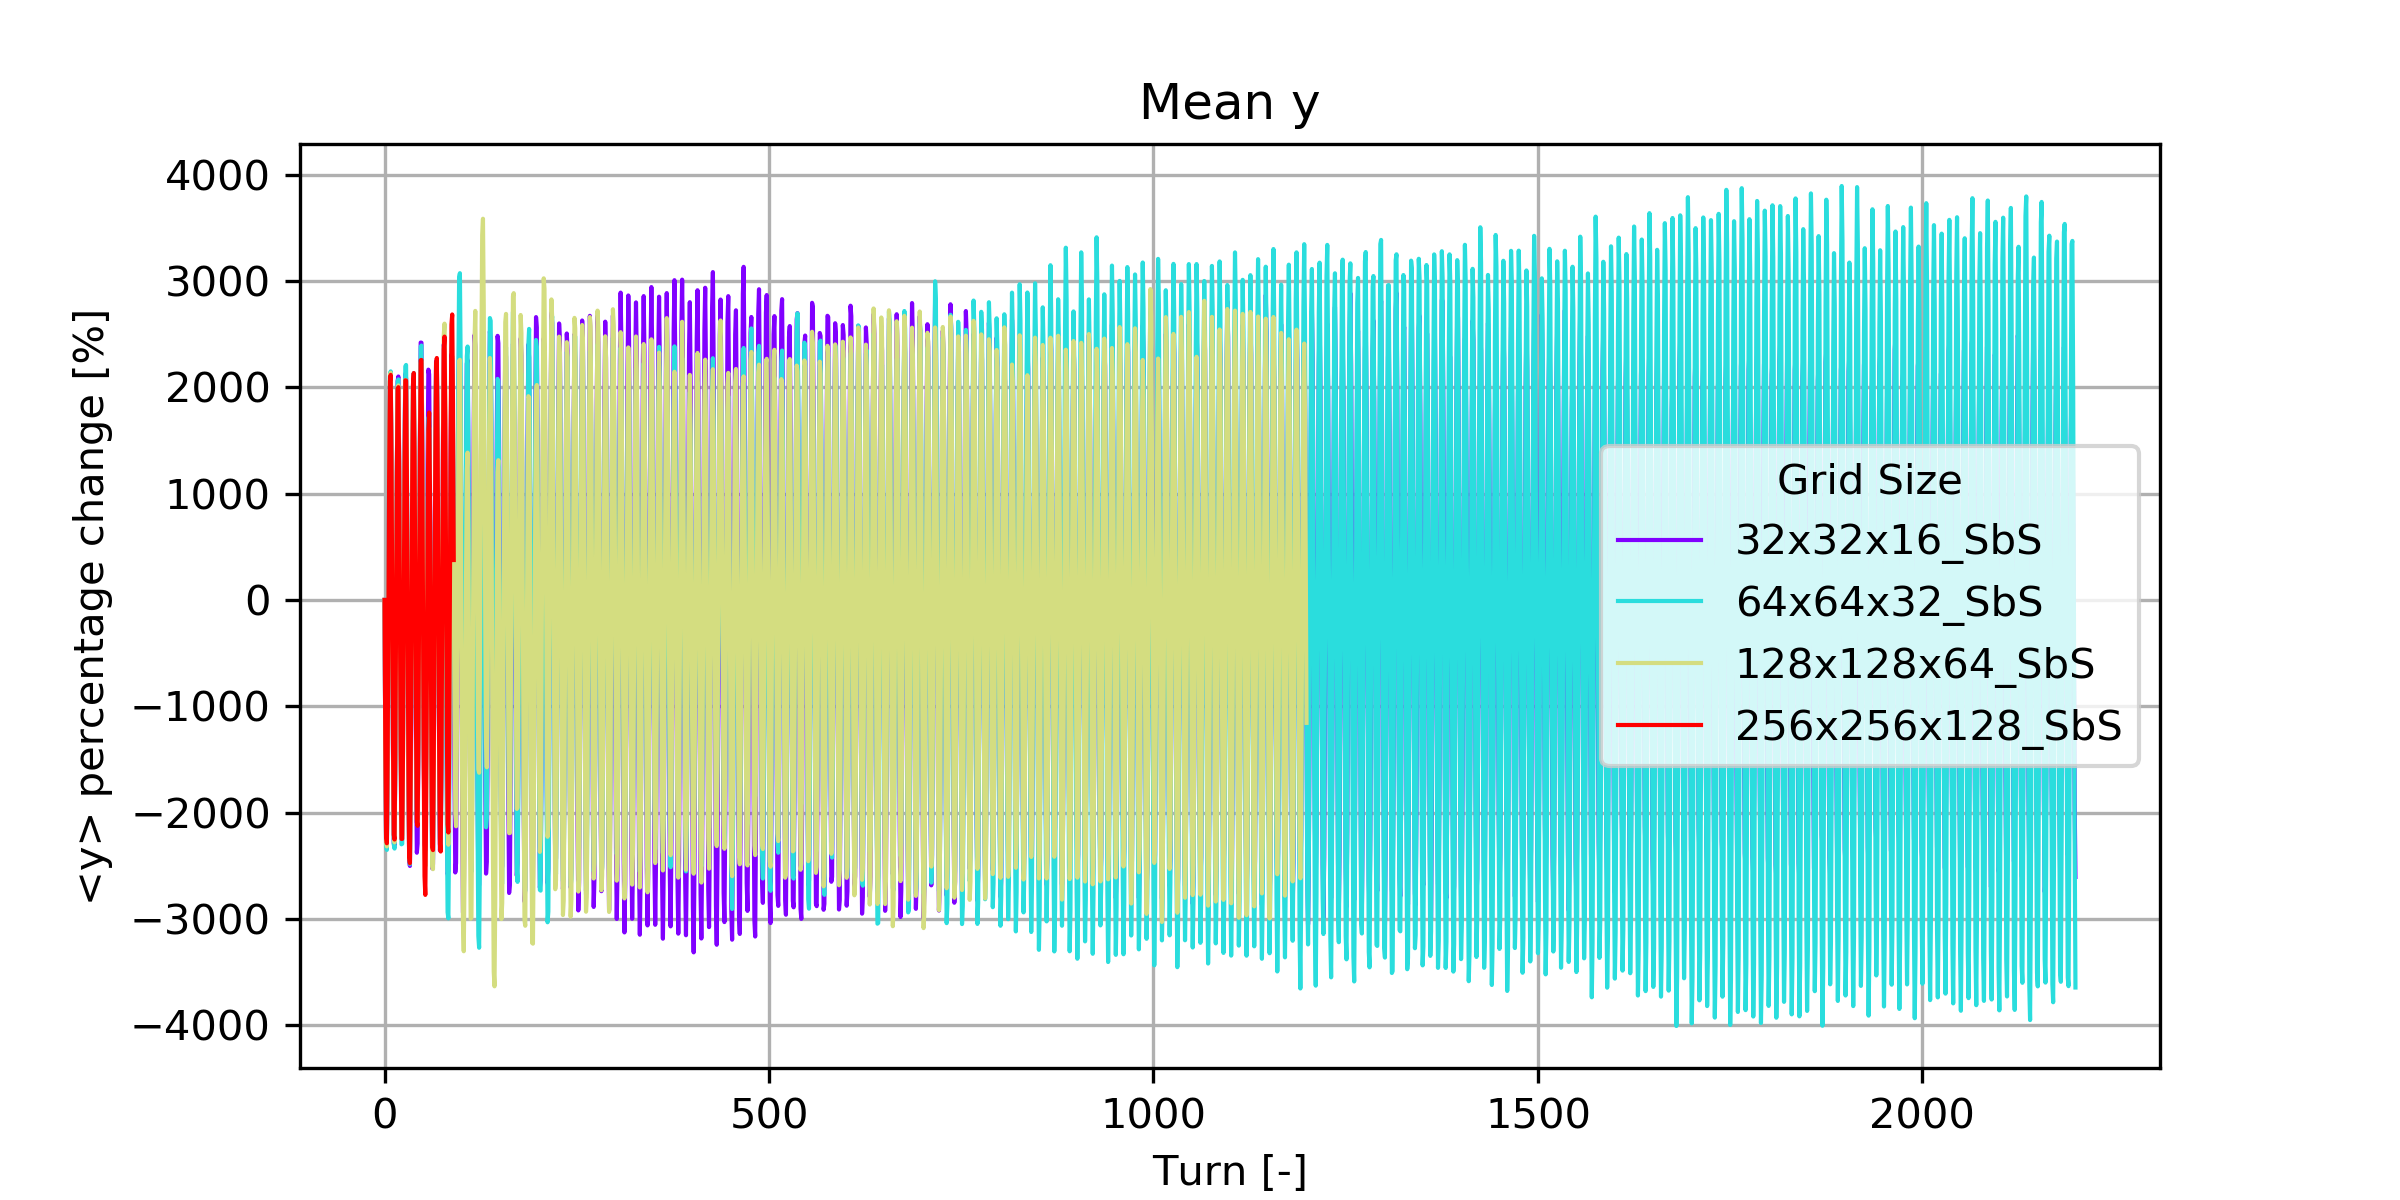 Mean y
<y> percentage change [%]
4000
3000
2000
1000
0
−1000
−2000
−3000
−4000
Grid Size
32x32x16_SbS
64x64x32_SbS
128x128x64_SbS
256x256x128_SbS
0 500 1000 1500 2000
Turn [-]